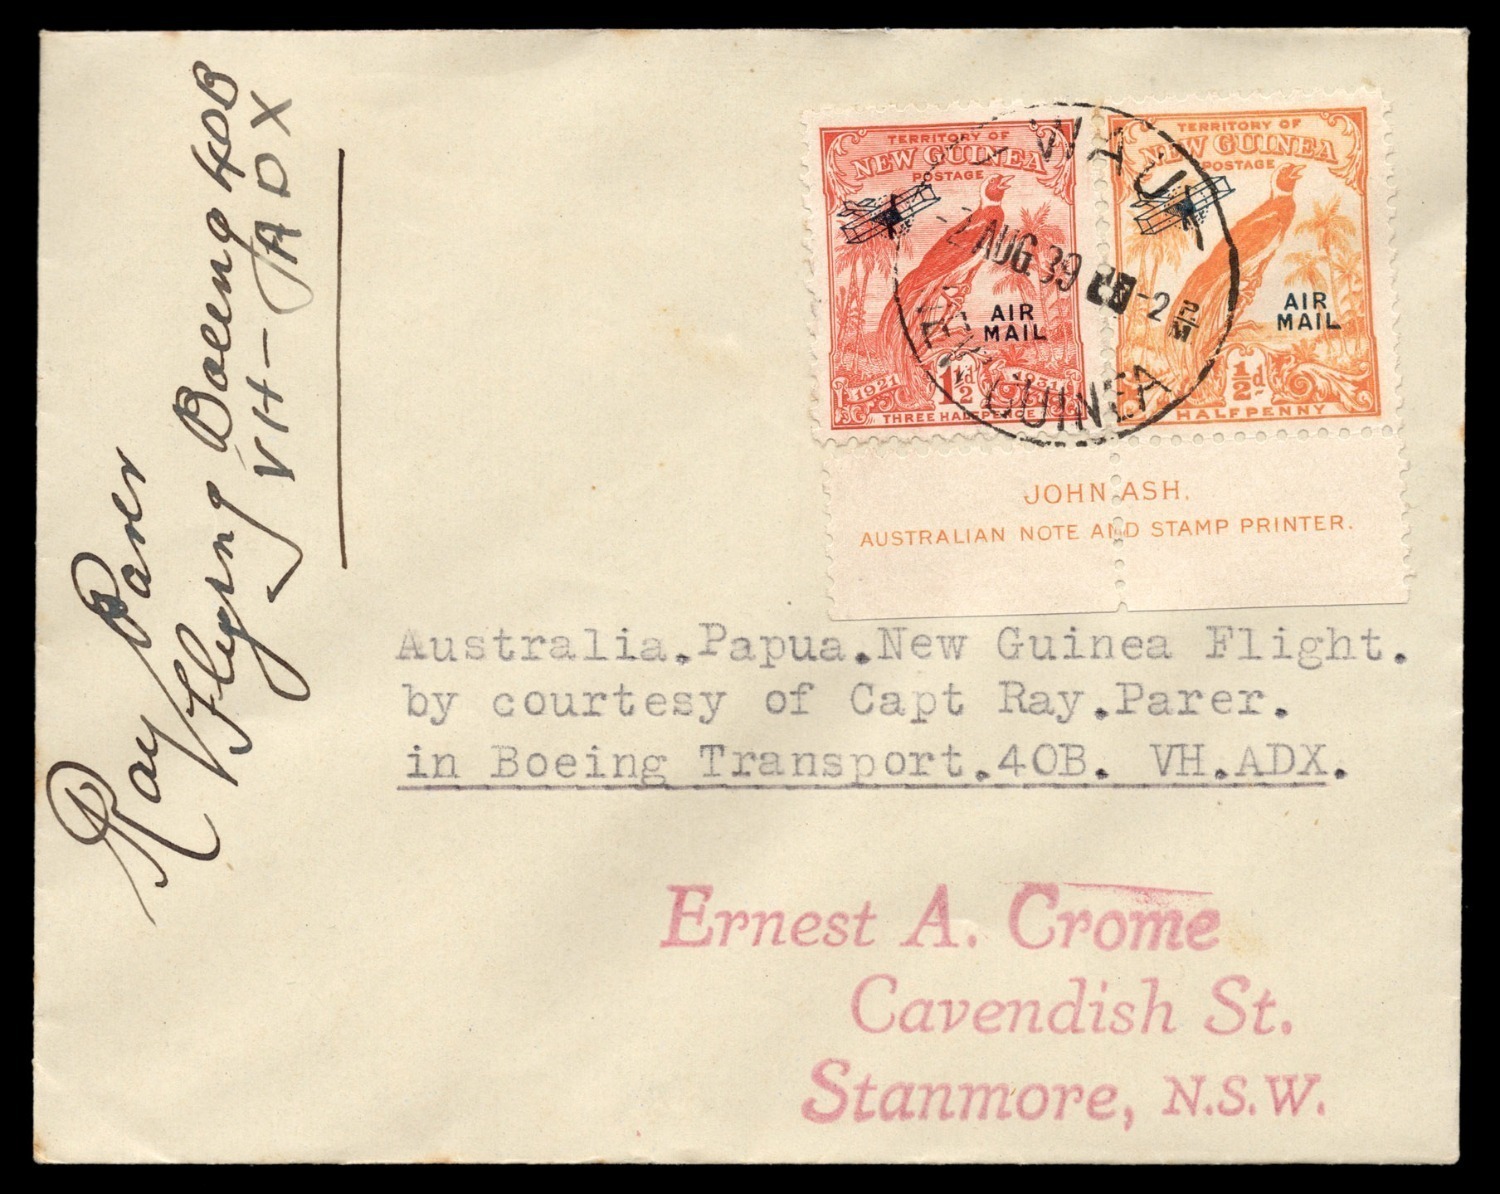 TERRITORY OF
NEW GUINEA
POSTAGE
AIR
MAIL
1921 1931
1½d
THREE HALFPENCE
TERRITORY OF
NEW GUINEA
POSTAGE
AIR
MAIL
½d
HALFPENNY
WAU
AUG. 39
-2 PM
GUINEA
JOHN ASH.
AUSTRALIAN NOTE AND STAMP PRINTER.
Ray Parer
Flying Boeing 40B
VH-ADX
Australia.Papua.New Guinea Flight.
by courtesy of Capt Ray.Parer.
in Boeing Transport.40B. VH.ADX.
Ernest A. Crome
Cavendish St.
Stanmore, N.S.W.